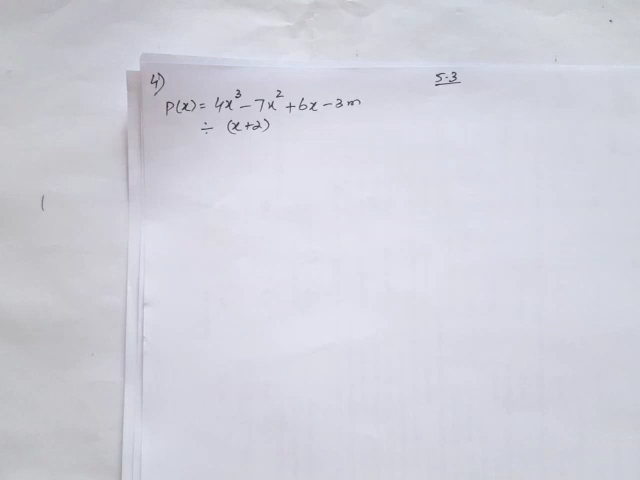 4) 5.3
P(x) = 4x³ - 7x² + 6x - 3m
÷ (x+2)